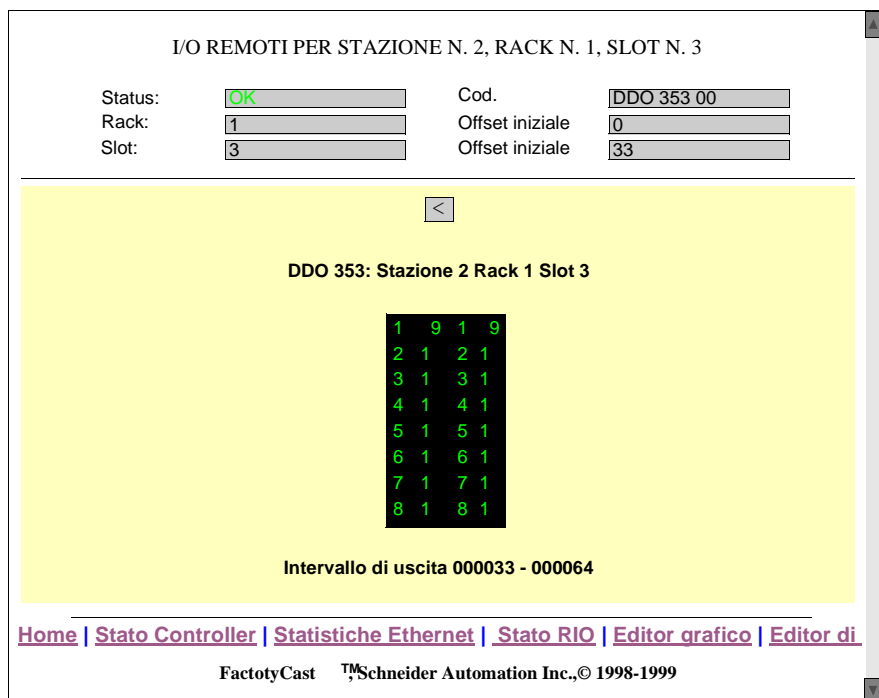 I/O REMOTI PER STAZIONE N. 2, RACK N. 1, SLOT N. 3
Status: OK Cod. DDO 353 00
Rack: 1 Offset iniziale 0
Slot: 3 Offset iniziale 33
<
DDO 353: Stazione 2 Rack 1 Slot 3
1 9 1 9
2 1 2 1
3 1 3 1
4 1 4 1
5 1 5 1
6 1 6 1
7 1 7 1
8 1 8 1
Intervallo di uscita 000033 - 000064
Home | Stato Controller | Statistiche Ethernet | Stato RIO | Editor grafico | Editor di
FactotyCast ™, Schneider Automation Inc.,© 1998-1999